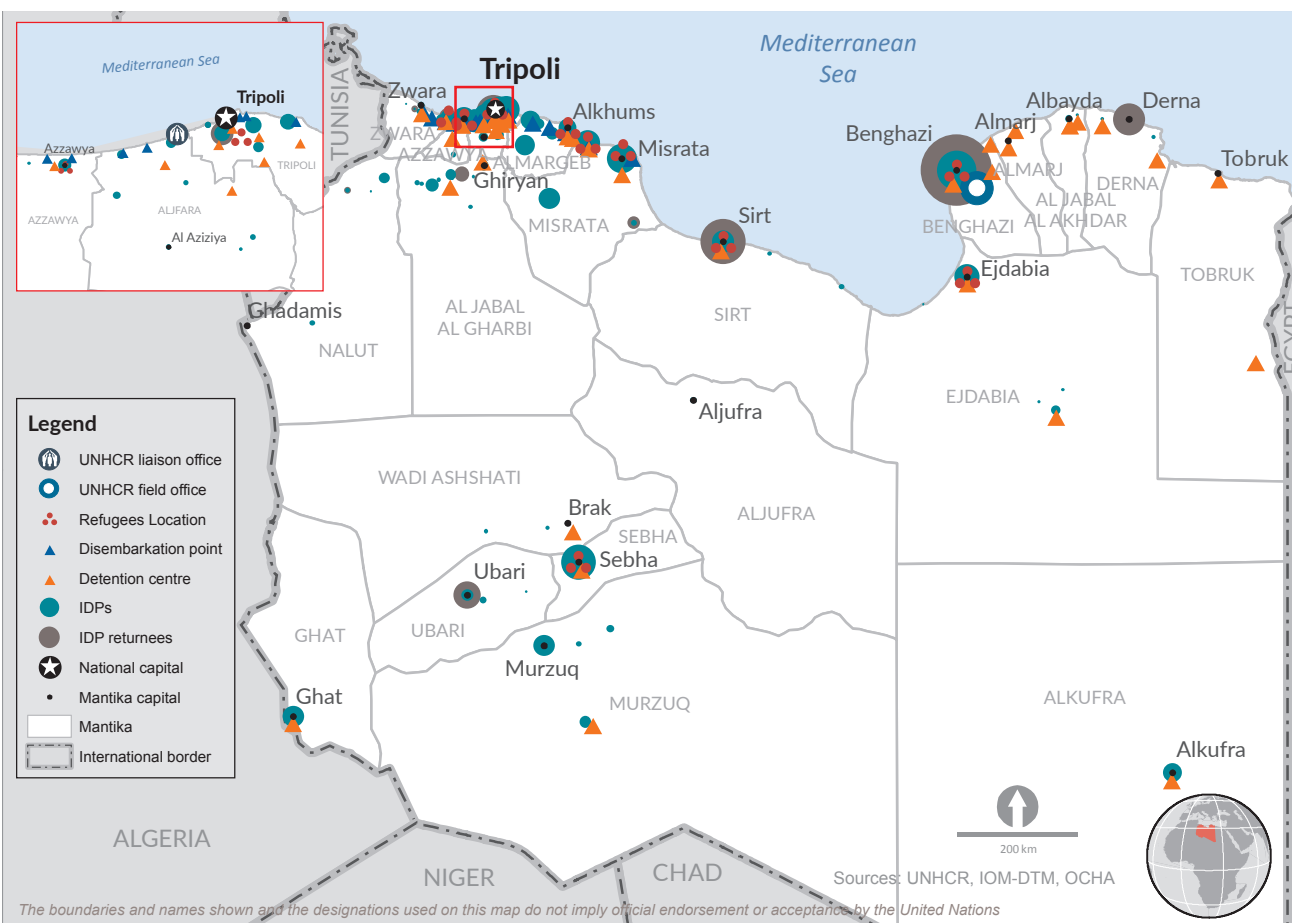 Mediterranean Sea
Tripoli
Azzawya
TRIPOLI
AZZAWYA
ALJFARA
Al Aziziya
Mediterranean
Sea
TUNISIA
Tripoli
Zwara
ZWARA
AZZAWYA
Alkhums
ALMARGEB
Misrata
Ghiryan
MISRATA
Sirt
Benghazi
Almarj
ALMARJ
Albayda
Derna
DERNA
AL JABAL
AL AKHDAR
BENGHAZI
Tobruk
TOBRUK
EGYPT
Ejdabia
Ghadamis
NALUT
AL JABAL
AL GHARBI
SIRT
EJDABIA
Aljufra
WADI ASHSHATI
Brak
SEBHA
Sebha
ALJUFRA
Ubari
UBARI
GHAT
Murzuq
MURZUQ
Ghat
ALKUFRA
Alkufra
Legend
UNHCR liaison office
UNHCR field office
Refugees Location
Disembarkation point
Detention centre
IDPs
IDP returnees
National capital
Mantika capital
Mantika
International border
ALGERIA
NIGER
CHAD
200 km
Sources: UNHCR, IOM-DTM, OCHA
The boundaries and names shown and the designations used on this map do not imply official endorsement or acceptance by the United Nations